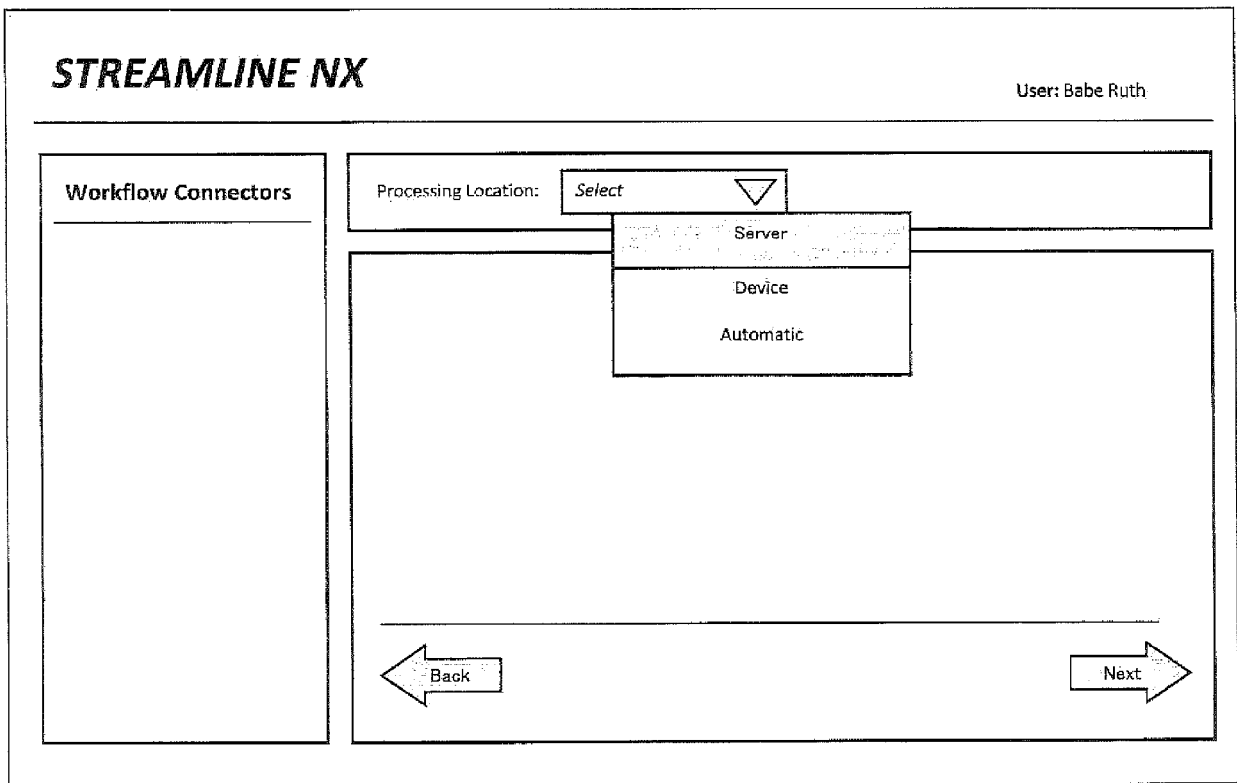 STREAMLINE NX
User: Babe Ruth
Workflow Connectors
Processing Location:
Select
Server
Device
Automatic
Back
Next